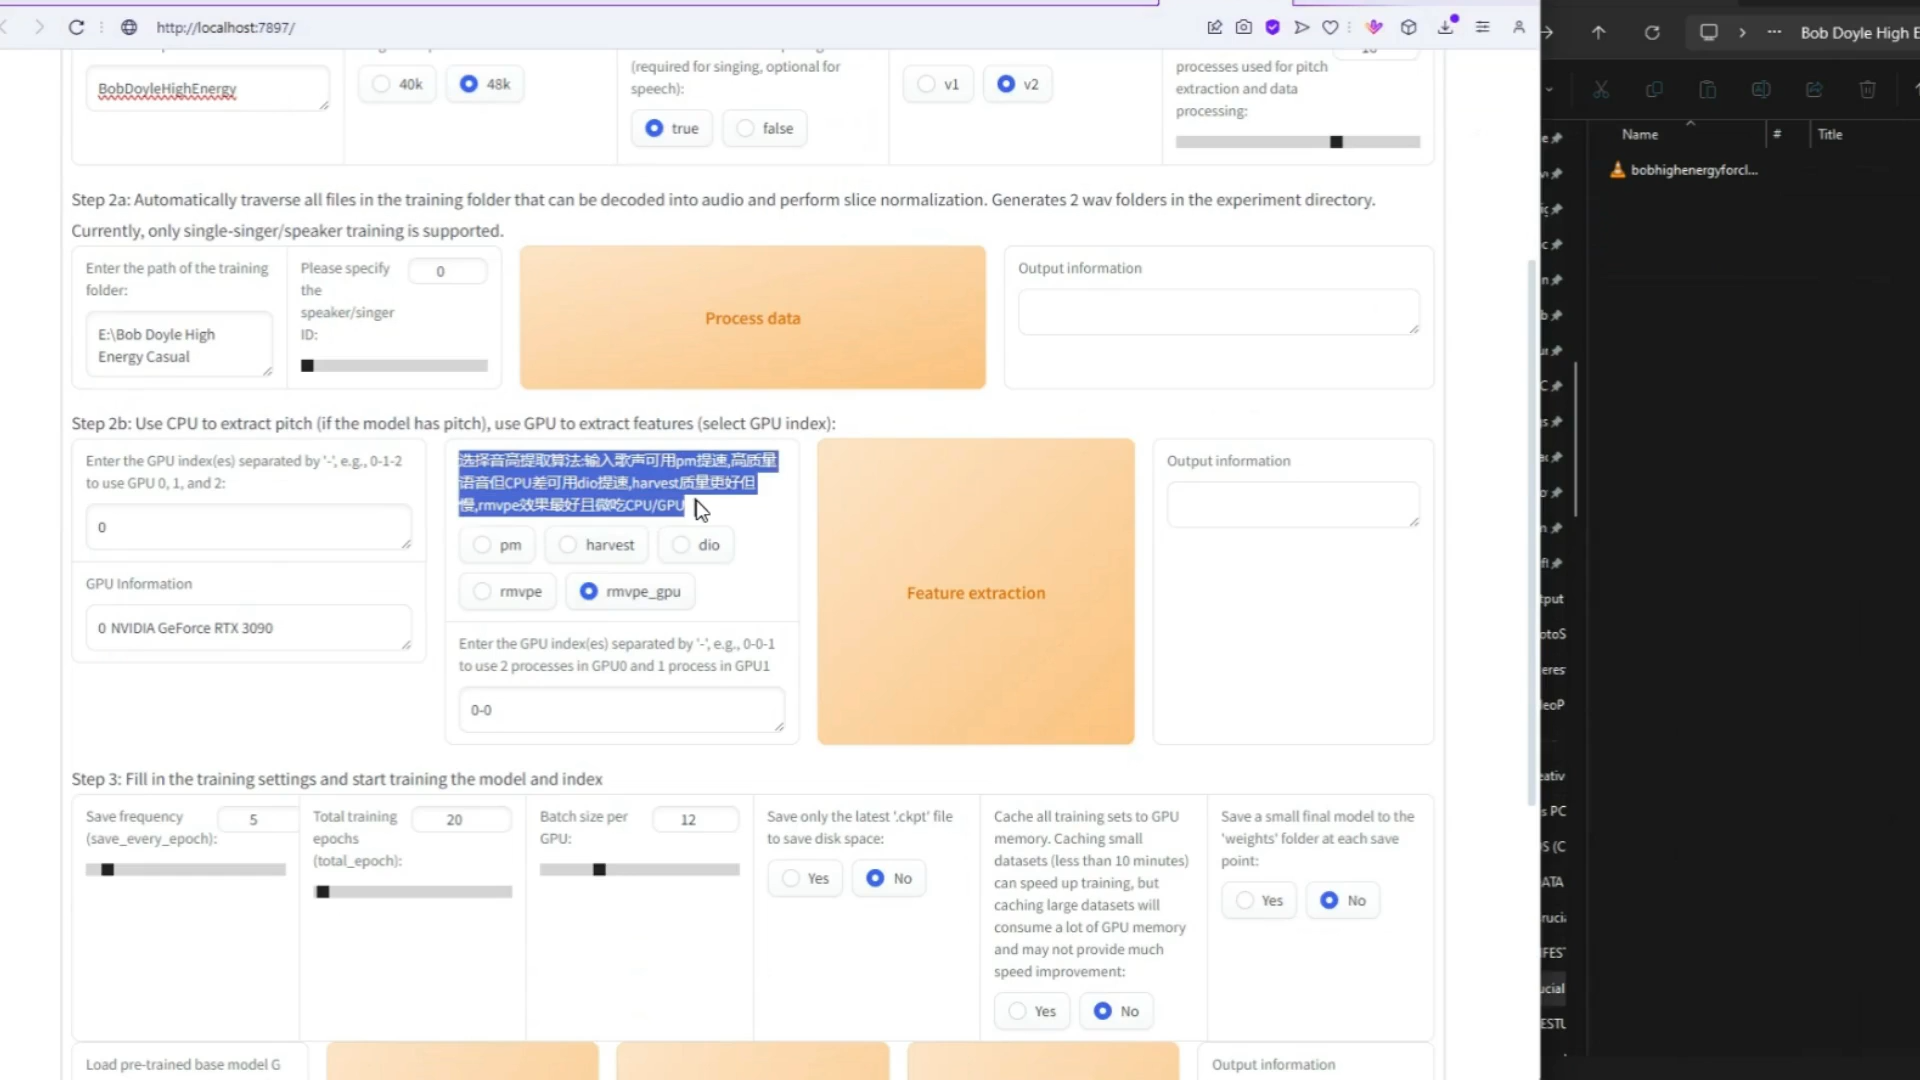 http://localhost:7897/
Bob Doyle High E
BobDoyleHighEnergy
40k
48k
(required for singing, optional for
speech):
true
false
v1
v2
processes used for pitch
extraction and data
processing:
Name
#
Title
bobhighenergyforcl...
Step 2a: Automatically traverse all files in the training folder that can be decoded into audio and perform slice normalization. Generates 2 wav folders in the experiment directory.
Currently, only single-singer/speaker training is supported.
Enter the path of the training
folder:
E:\Bob Doyle High
Energy Casual
Please specify
the
speaker/singer
ID:
0
Process data
Output information
Step 2b: Use CPU to extract pitch (if the model has pitch), use GPU to extract features (select GPU index):
Enter the GPU index(es) separated by '-', e.g., 0-1-2
to use GPU 0, 1, and 2:
0
GPU Information
0 NVIDIA GeForce RTX 3090
选择音高提取算法:输入歌声可用pm提速,高质量
语音但CPU差可用dio提速,harvest质量更好但
慢,rmvpe效果最好且微吃CPU/GPU
pm
harvest
dio
rmvpe
rmvpe_gpu
Enter the GPU index(es) separated by '-', e.g., 0-0-1
to use 2 processes in GPU0 and 1 process in GPU1
0-0
Feature extraction
Output information
Step 3: Fill in the training settings and start training the model and index
Save frequency
(save_every_epoch):
5
Total training
epochs
(total_epoch):
20
Batch size per
GPU:
12
Save only the latest '.ckpt' file
to save disk space:
Yes
No
Cache all training sets to GPU
memory. Caching small
datasets (less than 10 minutes)
can speed up training, but
caching large datasets will
consume a lot of GPU memory
and may not provide much
speed improvement:
Yes
No
Save a small final model to the
'weights' folder at each save
point:
Yes
No
Load pre-trained base model G
Output information